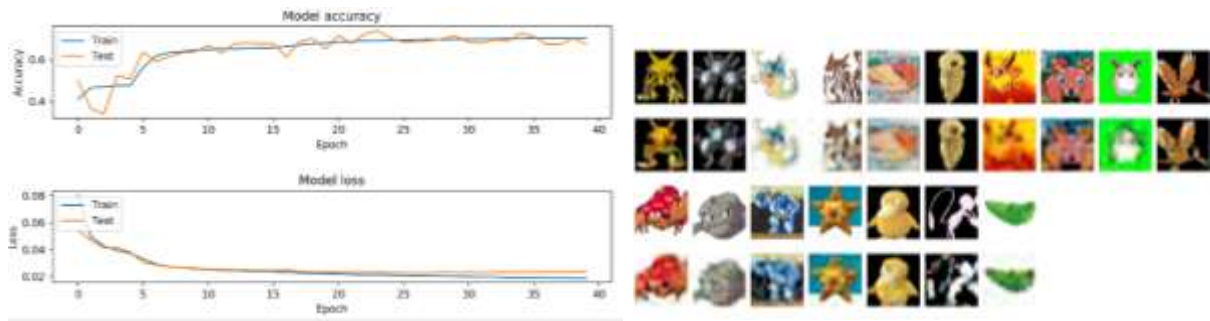 Model accuracy
Train
Test
0.6
0.4
Accuracy
0 5 10 15 20 25 30 35 40
Epoch
Model loss
0.08
Train
Test
0.06
0.04
0.02
Loss
0 5 10 15 20 25 30 35 40
Epoch